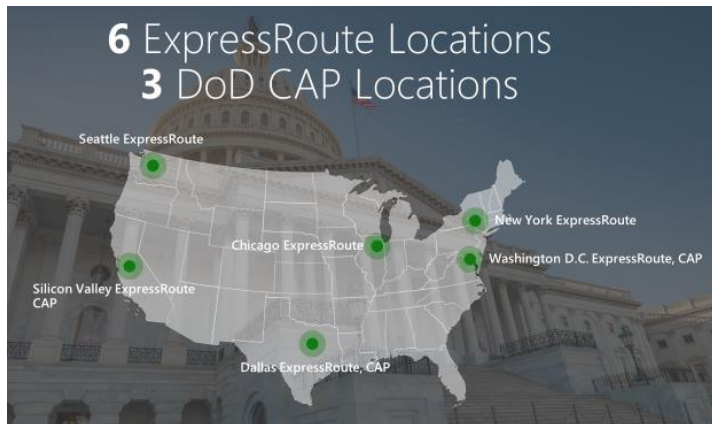 6 ExpressRoute Locations
3 DoD CAP Locations
Seattle ExpressRoute
New York ExpressRoute
Chicago ExpressRoute
Washington D.C. ExpressRoute, CAP
Silicon Valley ExpressRoute
CAP
Dallas ExpressRoute, CAP